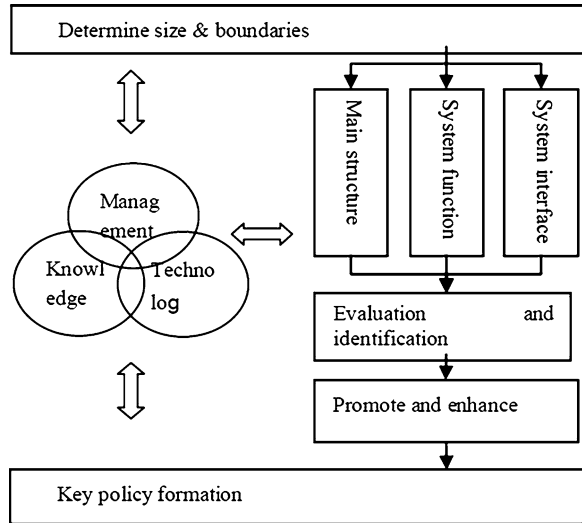 Determine size & boundaries
Main structure
System function
System interface
Manag
ement
Knowl
edge
Techno
log
Evaluation and
identification
Promote and enhance
Key policy formation